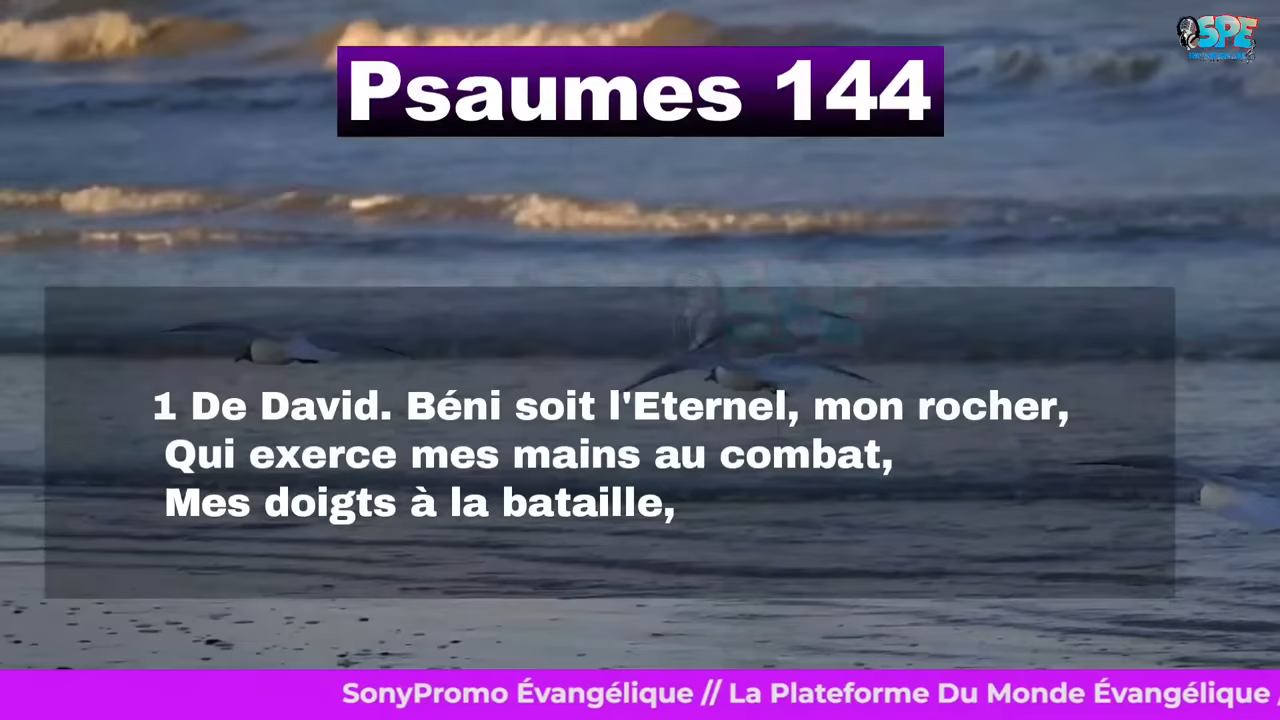 SPE
Psaumes 144
1 De David. Béni soit l'Eternel, mon rocher,
Qui exerce mes mains au combat,
Mes doigts à la bataille,
SonyPromo Évangélique // La Plateforme Du Monde Évangélique /